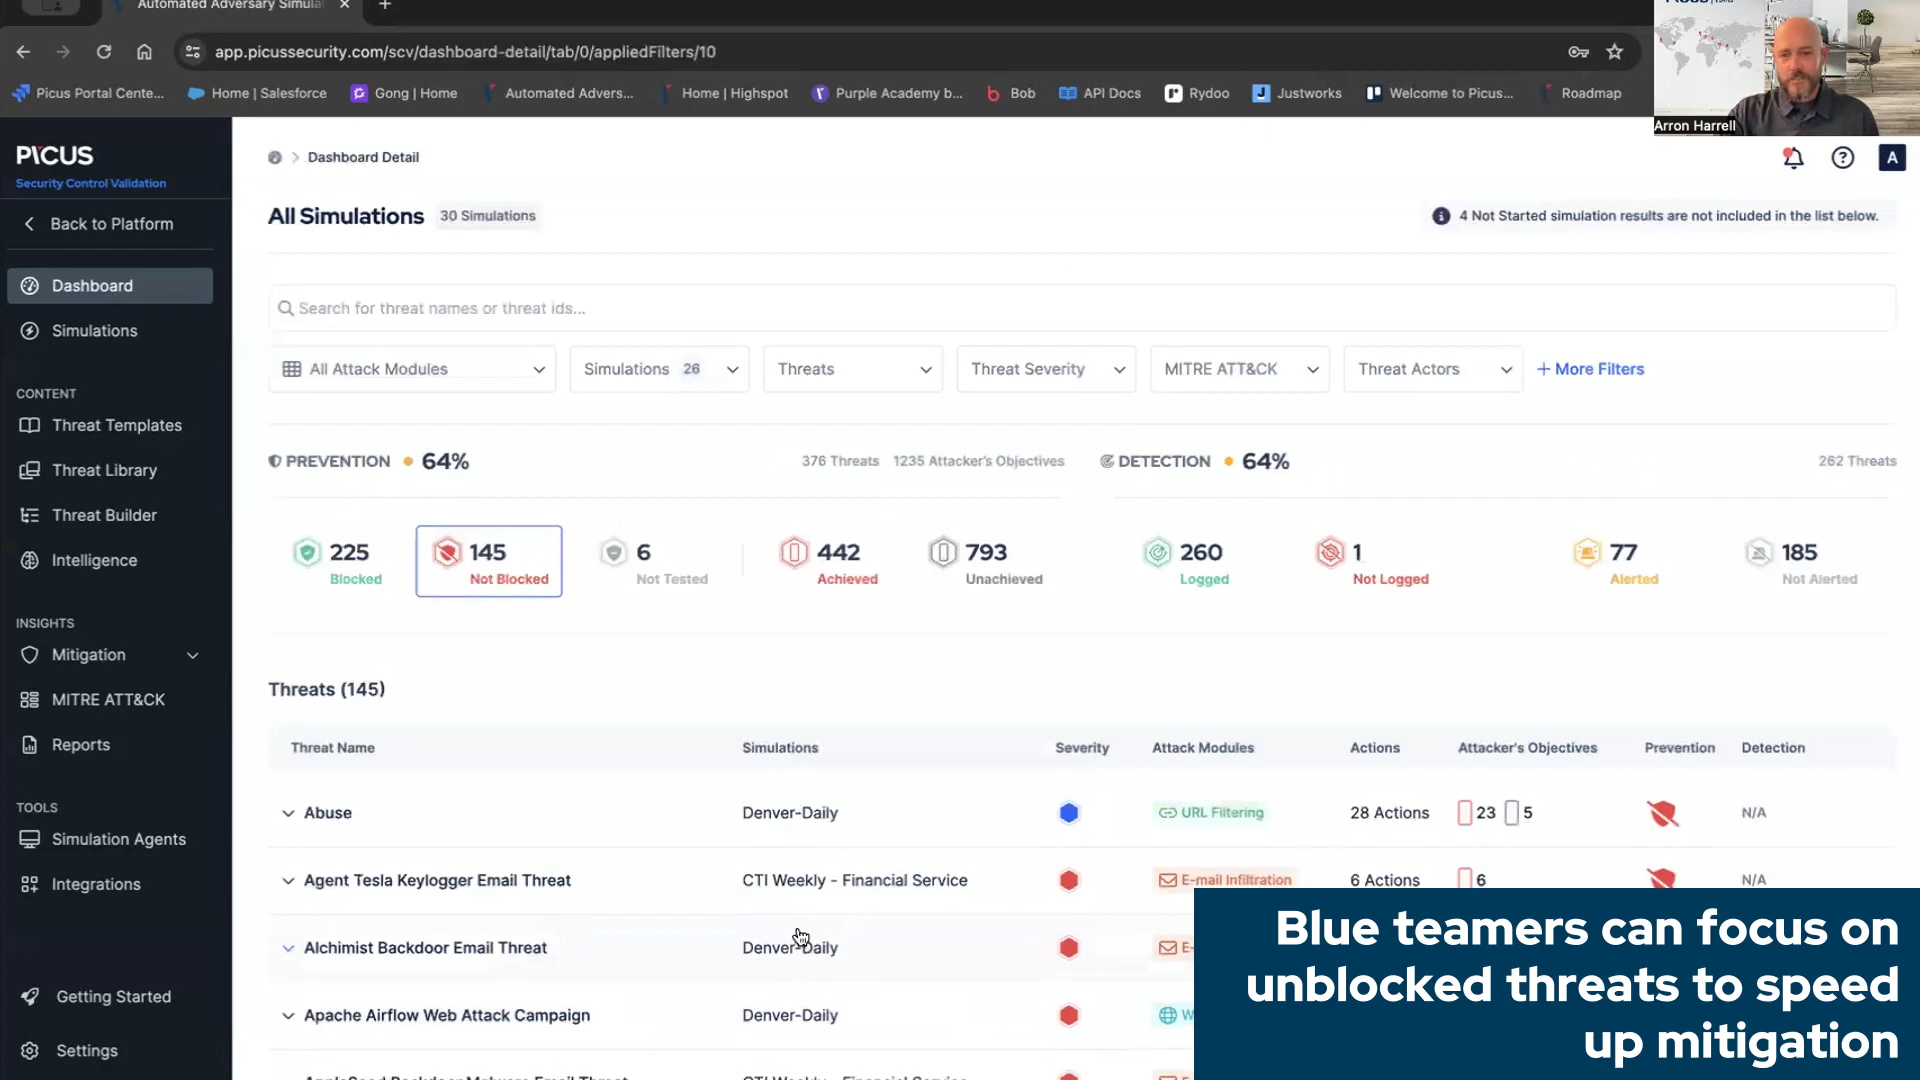 Automated Adversary Simulat
app.picussecurity.com/scv/dashboard-detail/tab/0/appliedFilters/10
Picus Portal Cente...
Home | Salesforce
Gong | Home
Automated Advers...
Home | Highspot
Purple Academy b...
Bob
API Docs
Rydoo
Justworks
Welcome to Picus...
Roadmap
Arron Harrell
PICUS
Security Control Validation
Back to Platform
Dashboard
Simulations
CONTENT
Threat Templates
Threat Library
Threat Builder
Intelligence
INSIGHTS
Mitigation
MITRE ATT&CK
Reports
TOOLS
Simulation Agents
Integrations
Getting Started
Settings
Dashboard Detail
A
All Simulations 30 Simulations
4 Not Started simulation results are not included in the list below.
Search for threat names or threat ids...
All Attack Modules
Simulations 26
Threats
Threat Severity
MITRE ATT&CK
Threat Actors
+ More Filters
PREVENTION 64%
376 Threats 1235 Attacker's Objectives
DETECTION 64%
262 Threats
225 Blocked
145 Not Blocked
6 Not Tested
442 Achieved
793 Unachieved
260 Logged
1 Not Logged
77 Alerted
185 Not Alerted
Threats (145)
Threat Name Simulations Severity Attack Modules Actions Attacker's Objectives Prevention Detection
Abuse Denver-Daily URL Filtering 28 Actions 23 5 N/A
Agent Tesla Keylogger Email Threat CTI Weekly - Financial Service E-mail Infiltration 6 Actions 6 N/A
Alchimist Backdoor Email Threat Denver-Daily E-
Apache Airflow Web Attack Campaign Denver-Daily W
Blue teamers can focus on
unblocked threats to speed
up mitigation